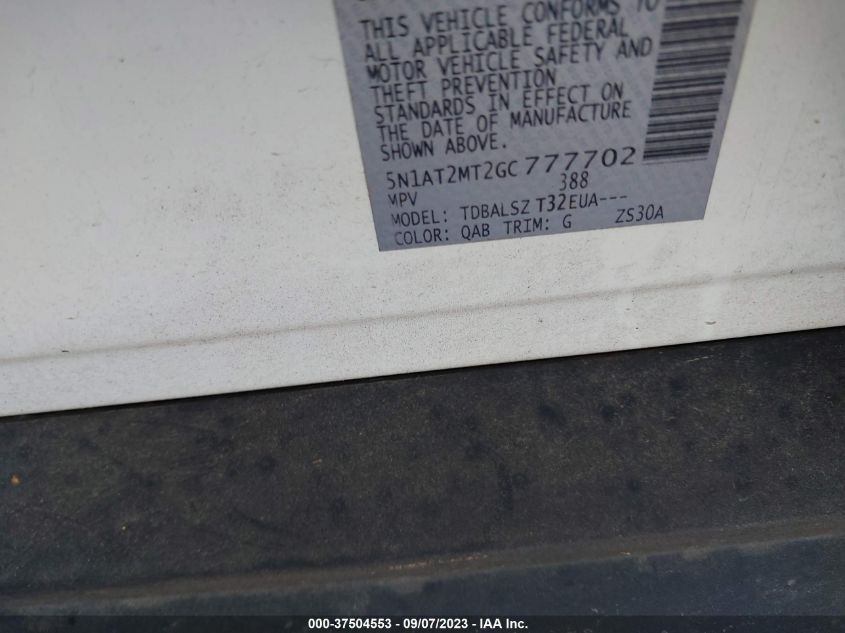 THIS VEHICLE CONFORMS TO
ALL APPLICABLE FEDERAL
MOTOR VEHICLE SAFETY AND
THEFT PREVENTION
STANDARDS IN EFFECT ON
THE DATE OF MANUFACTURE
SHOWN ABOVE.
5N1AT2MT2GC777702
MPV 388
MODEL: TDBALSZ T32EUA---
COLOR: QAB TRIM: G ZS30A
000-37504553 - 09/07/2023 - IAA Inc.